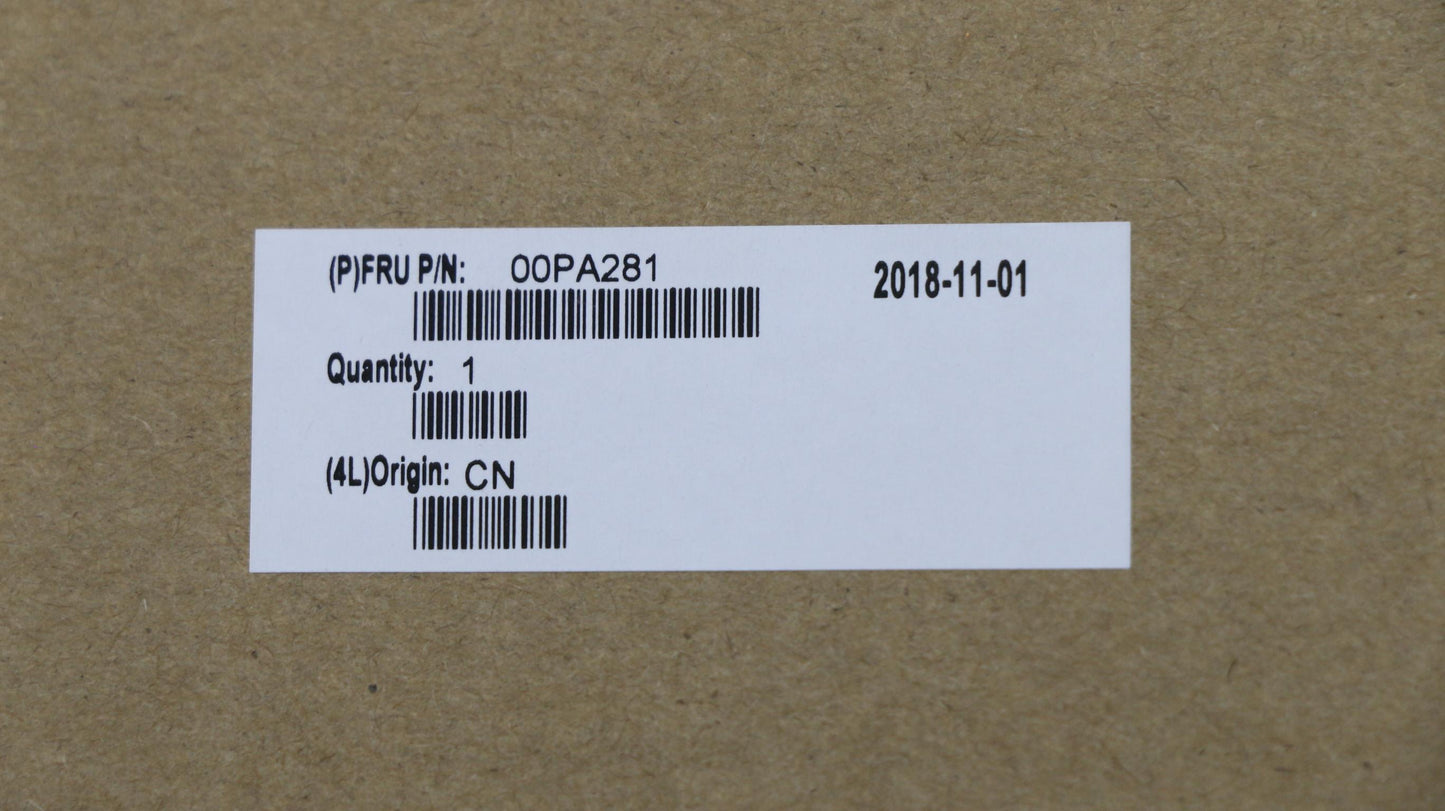 (P)FRU P/N: 00PA281 2018-11-01
Quantity: 1
(4L)Origin: CN